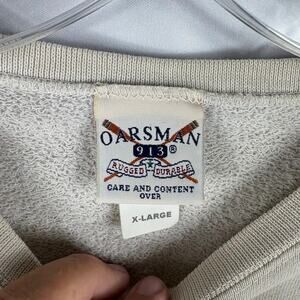 OARSMAN
913®
RUGGED ★ DURABLE
CARE AND CONTENT
OVER
X-LARGE